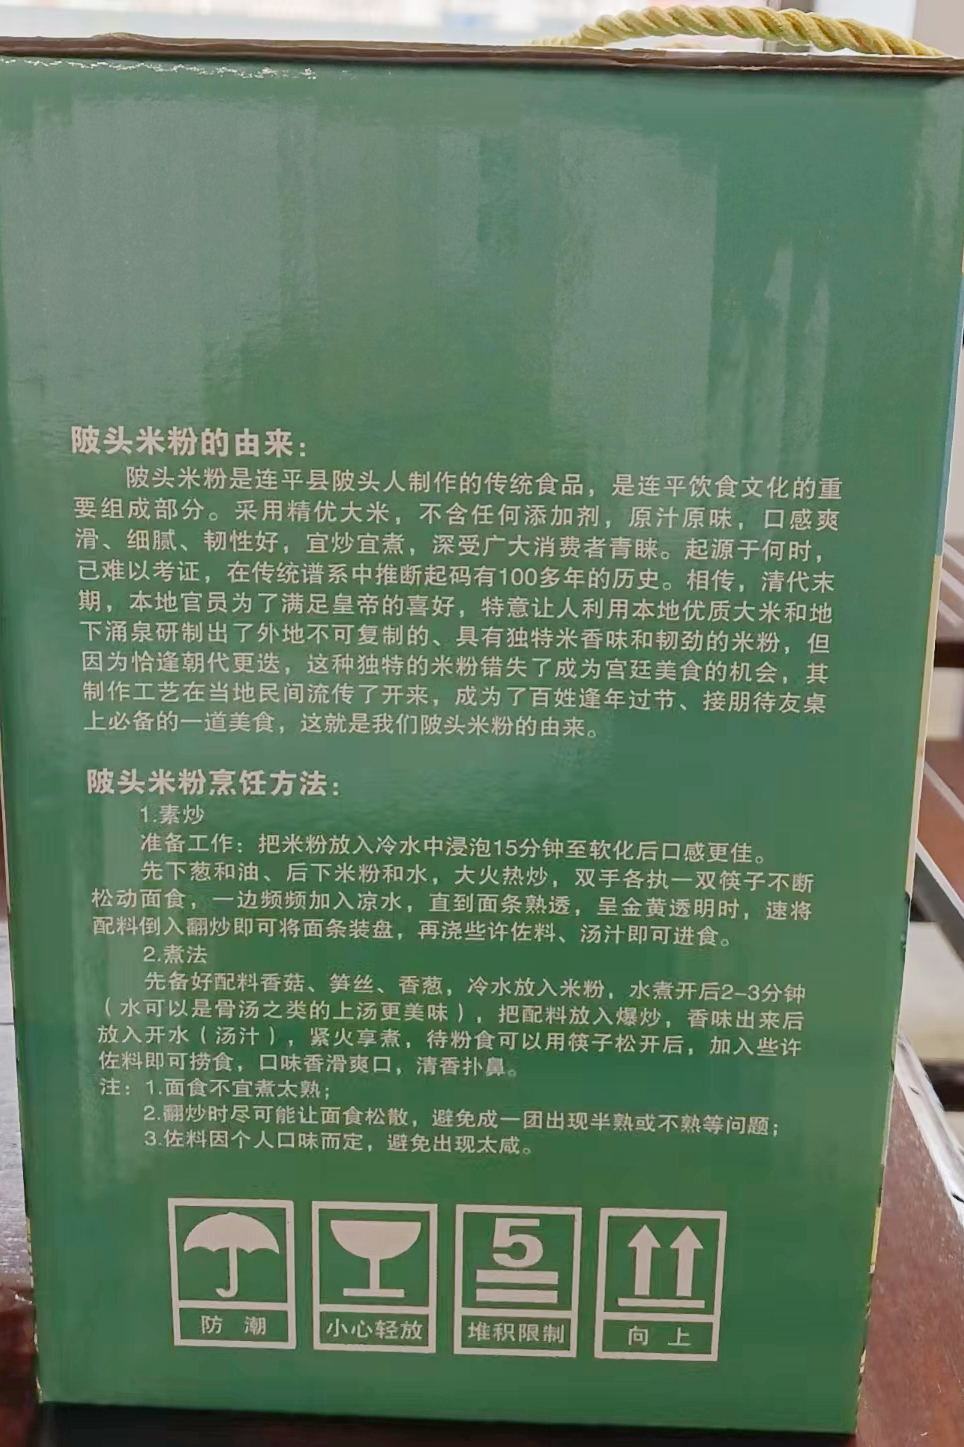 陂头米粉的由来：
陂头米粉是连平县陂头人制作的传统食品，是连平饮食文化的重
要组成部分。采用精优大米，不含任何添加剂，原汁原味，口感爽
滑、细腻、韧性好，宜炒宜煮，深受广大消费者青睐。起源于何时，
已难以考证，在传统谱系中推断起码有100多年的历史。相传，清代末
期，本地官员为了满足皇帝的喜好，特意让人利用本地优质大米和地
下涌泉研制出了外地不可复制的、具有独特米香味和韧劲的米粉，但
因为恰逢朝代更迭，这种独特的米粉错失了成为宫廷美食的机会，其
制作工艺在当地民间流传了开来，成为了百姓逢年过节、接朋待友桌
上必备的一道美食，这就是我们陂头米粉的由来。
陂头米粉烹饪方法：
1.素炒
准备工作：把米粉放入冷水中浸泡15分钟至软化后口感更佳。
先下葱和油、后下米粉和水，大火热炒，双手各执一双筷子不断
松动面食，一边频频加入凉水，直到面条熟透，呈金黄透明时，速将
配料倒入翻炒即可将面条装盘，再浇些许佐料、汤汁即可进食。
2.煮法
先备好配料香菇、笋丝、香葱，冷水放入米粉，水煮开后2-3分钟
（水可以是骨汤之类的上汤更美味），把配料放入爆炒，香味出来后
放入开水（汤汁），紧火享煮，待粉食可以用筷子松开后，加入些许
佐料即可捞食，口味香滑爽口，清香扑鼻。
注：1.面食不宜煮太熟；
2.翻炒时尽可能让面食松散，避免成一团出现半熟或不熟等问题；
3.佐料因个人口味而定，避免出现太咸。
5
防潮 小心轻放 堆积限制 向上